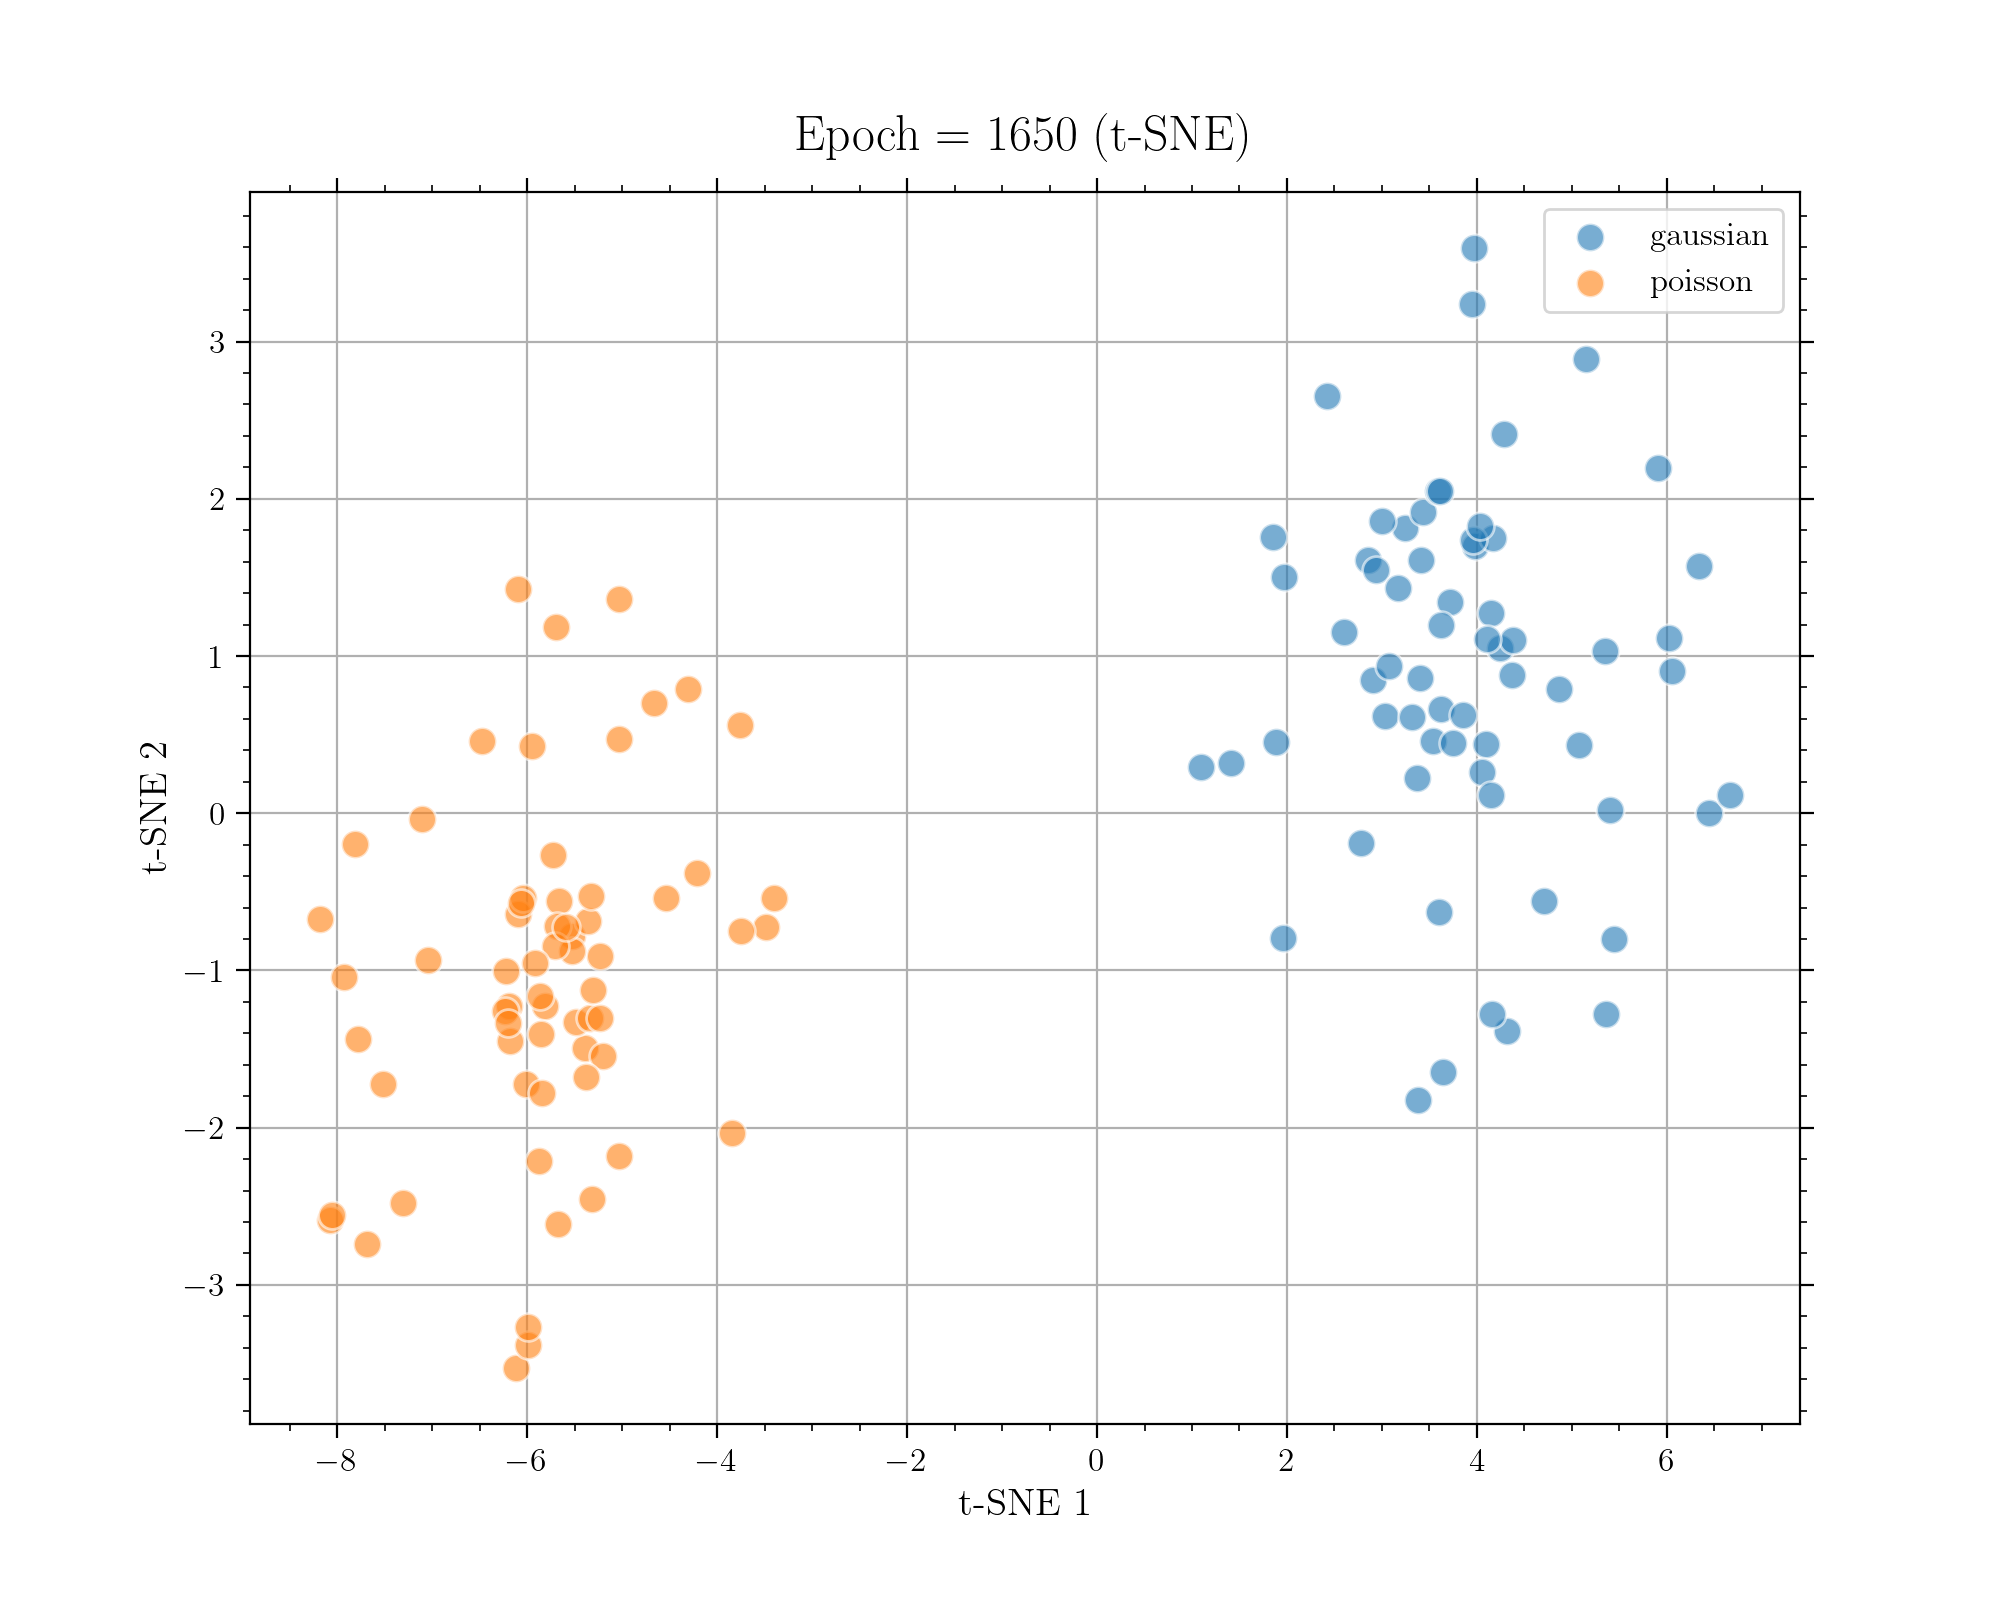 Epoch = 1650 (t-SNE)
gaussian
poisson
t-SNE 2
3
2
1
0
−1
−2
−3
−8 −6 −4 −2 0 2 4 6
t-SNE 1